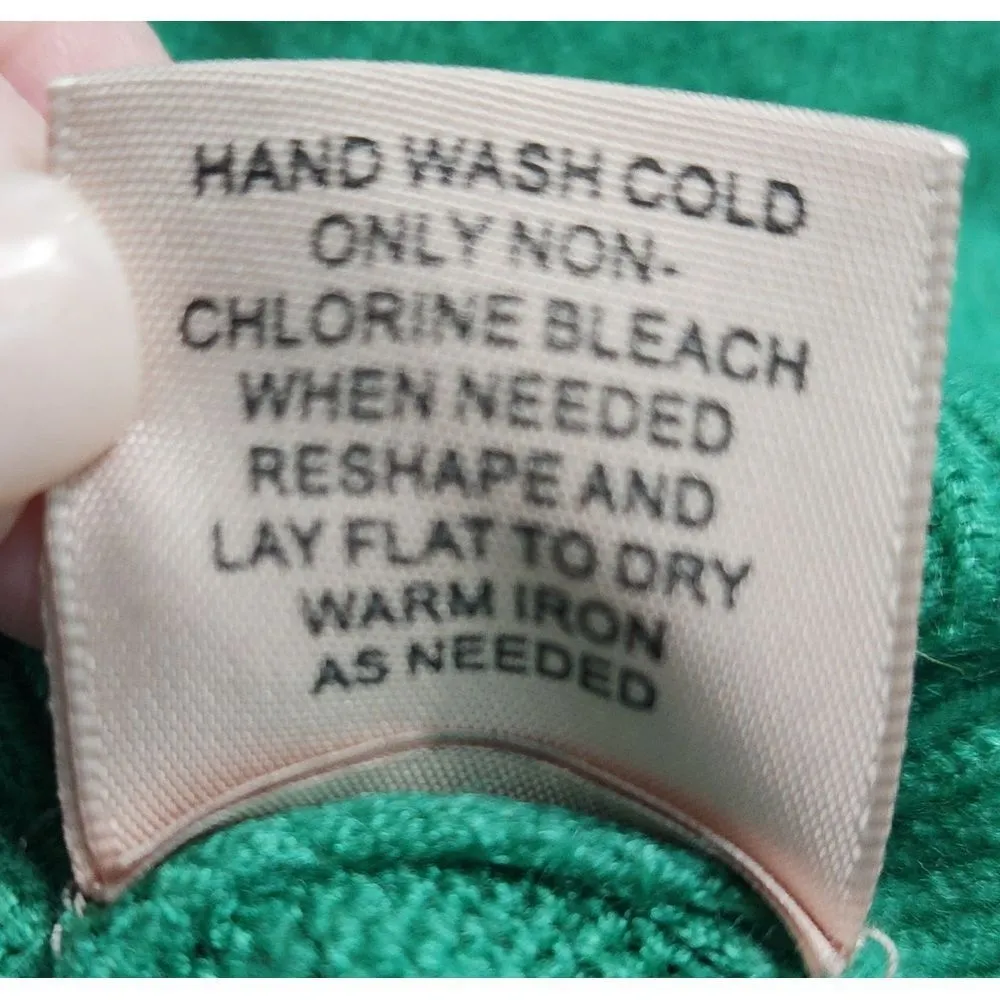 HAND WASH COLD
ONLY NON-
CHLORINE BLEACH
WHEN NEEDED
RESHAPE AND
LAY FLAT TO DRY
WARM IRON
AS NEEDED